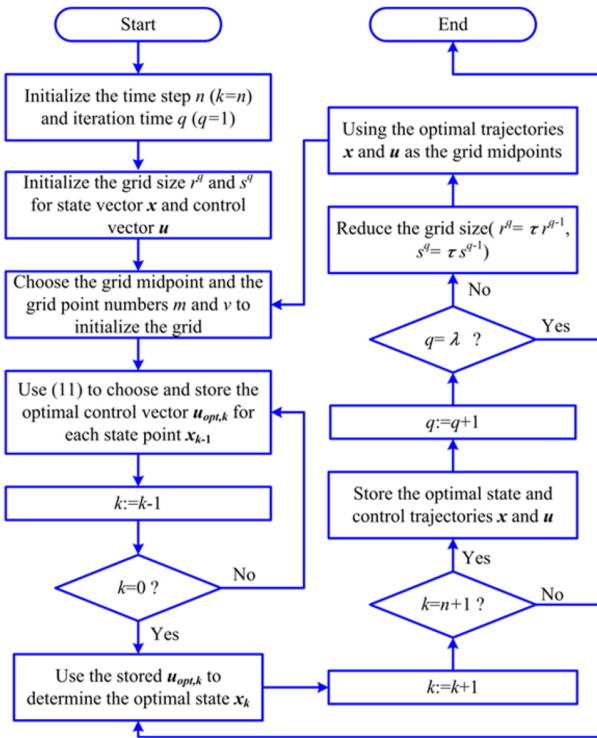 Start
Initialize the time step n (k=n)
and iteration time q (q=1)
Initialize the grid size r^q and s^q
for state vector x and control
vector u
Choose the grid midpoint and the
grid point numbers m and v to
initialize the grid
Use (11) to choose and store the
optimal control vector u_opt,k for
each state point x_k-1
k:=k-1
k=0 ?
No
Yes
Use the stored u_opt,k to
determine the optimal state x_k
k:=k+1
k=n+1 ?
No
Yes
Store the optimal state and
control trajectories x and u
q:=q+1
q= λ ?
Yes
No
Reduce the grid size( r^q= τ r^q-1,
s^q= τ s^q-1)
Using the optimal trajectories
x and u as the grid midpoints
End